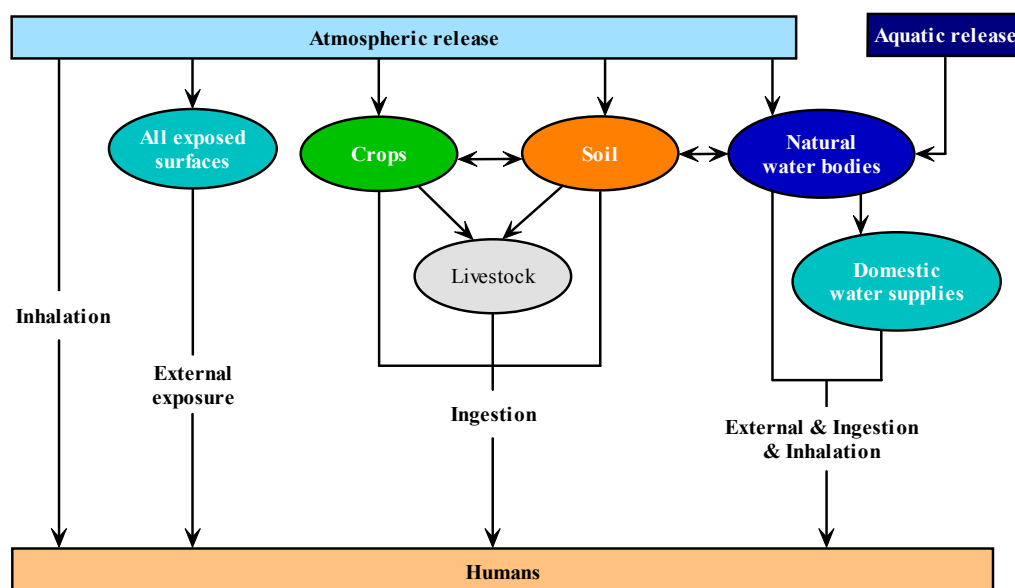 Atmospheric release
Aquatic release
All exposed
surfaces
Crops
Soil
Natural
water bodies
Livestock
Domestic
water supplies
Inhalation
External
exposure
Ingestion
External & Ingestion
& Inhalation
Humans